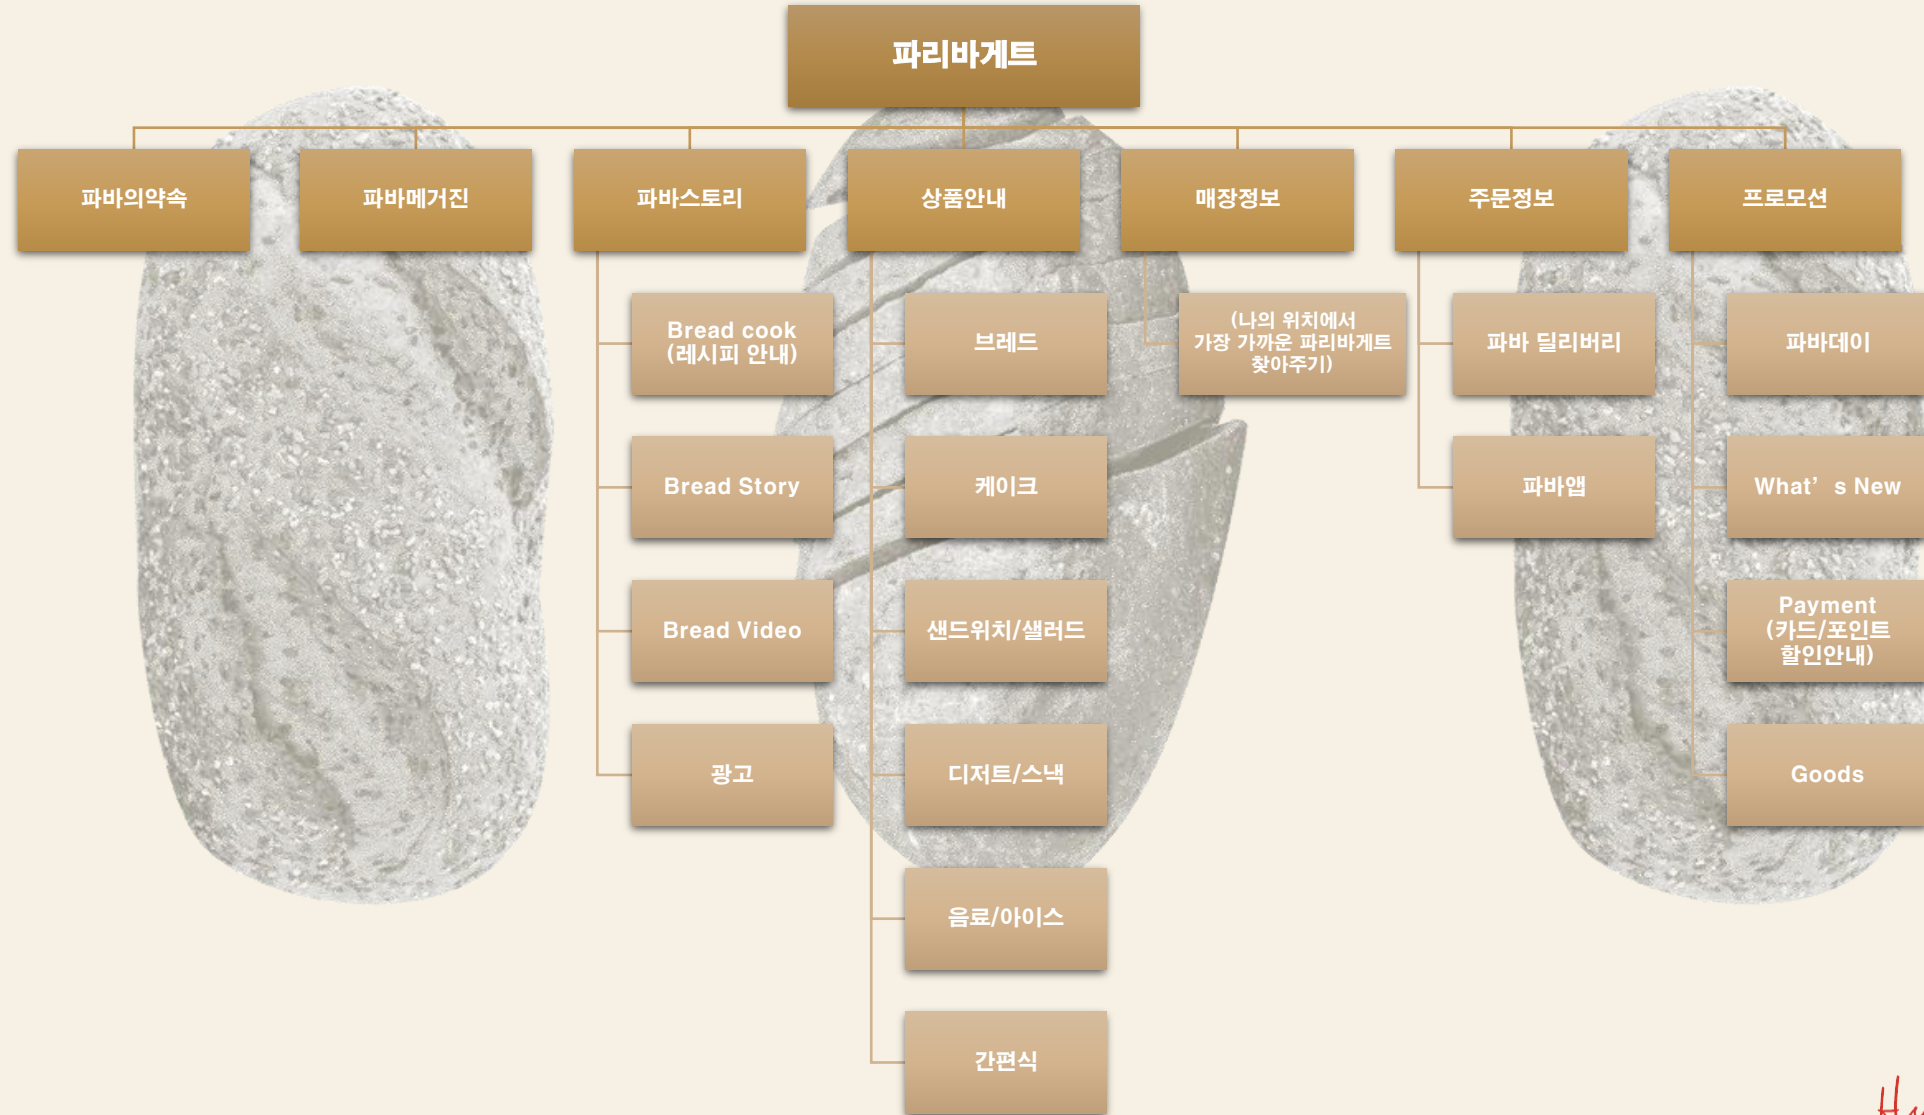 파리바게트
파바의약속
파바메거진
파바스토리
상품안내
매장정보
주문정보
프로모션
Bread cook
(레시피 안내)
Bread Story
Bread Video
광고
브레드
케이크
샌드위치/샐러드
디저트/스낵
음료/아이스
간편식
(나의 위치에서
가장 가까운 파리바게트
찾아주기)
파바 딜리버리
파바앱
파바데이
What’s New
Payment
(카드/포인트
할인안내)
Goods